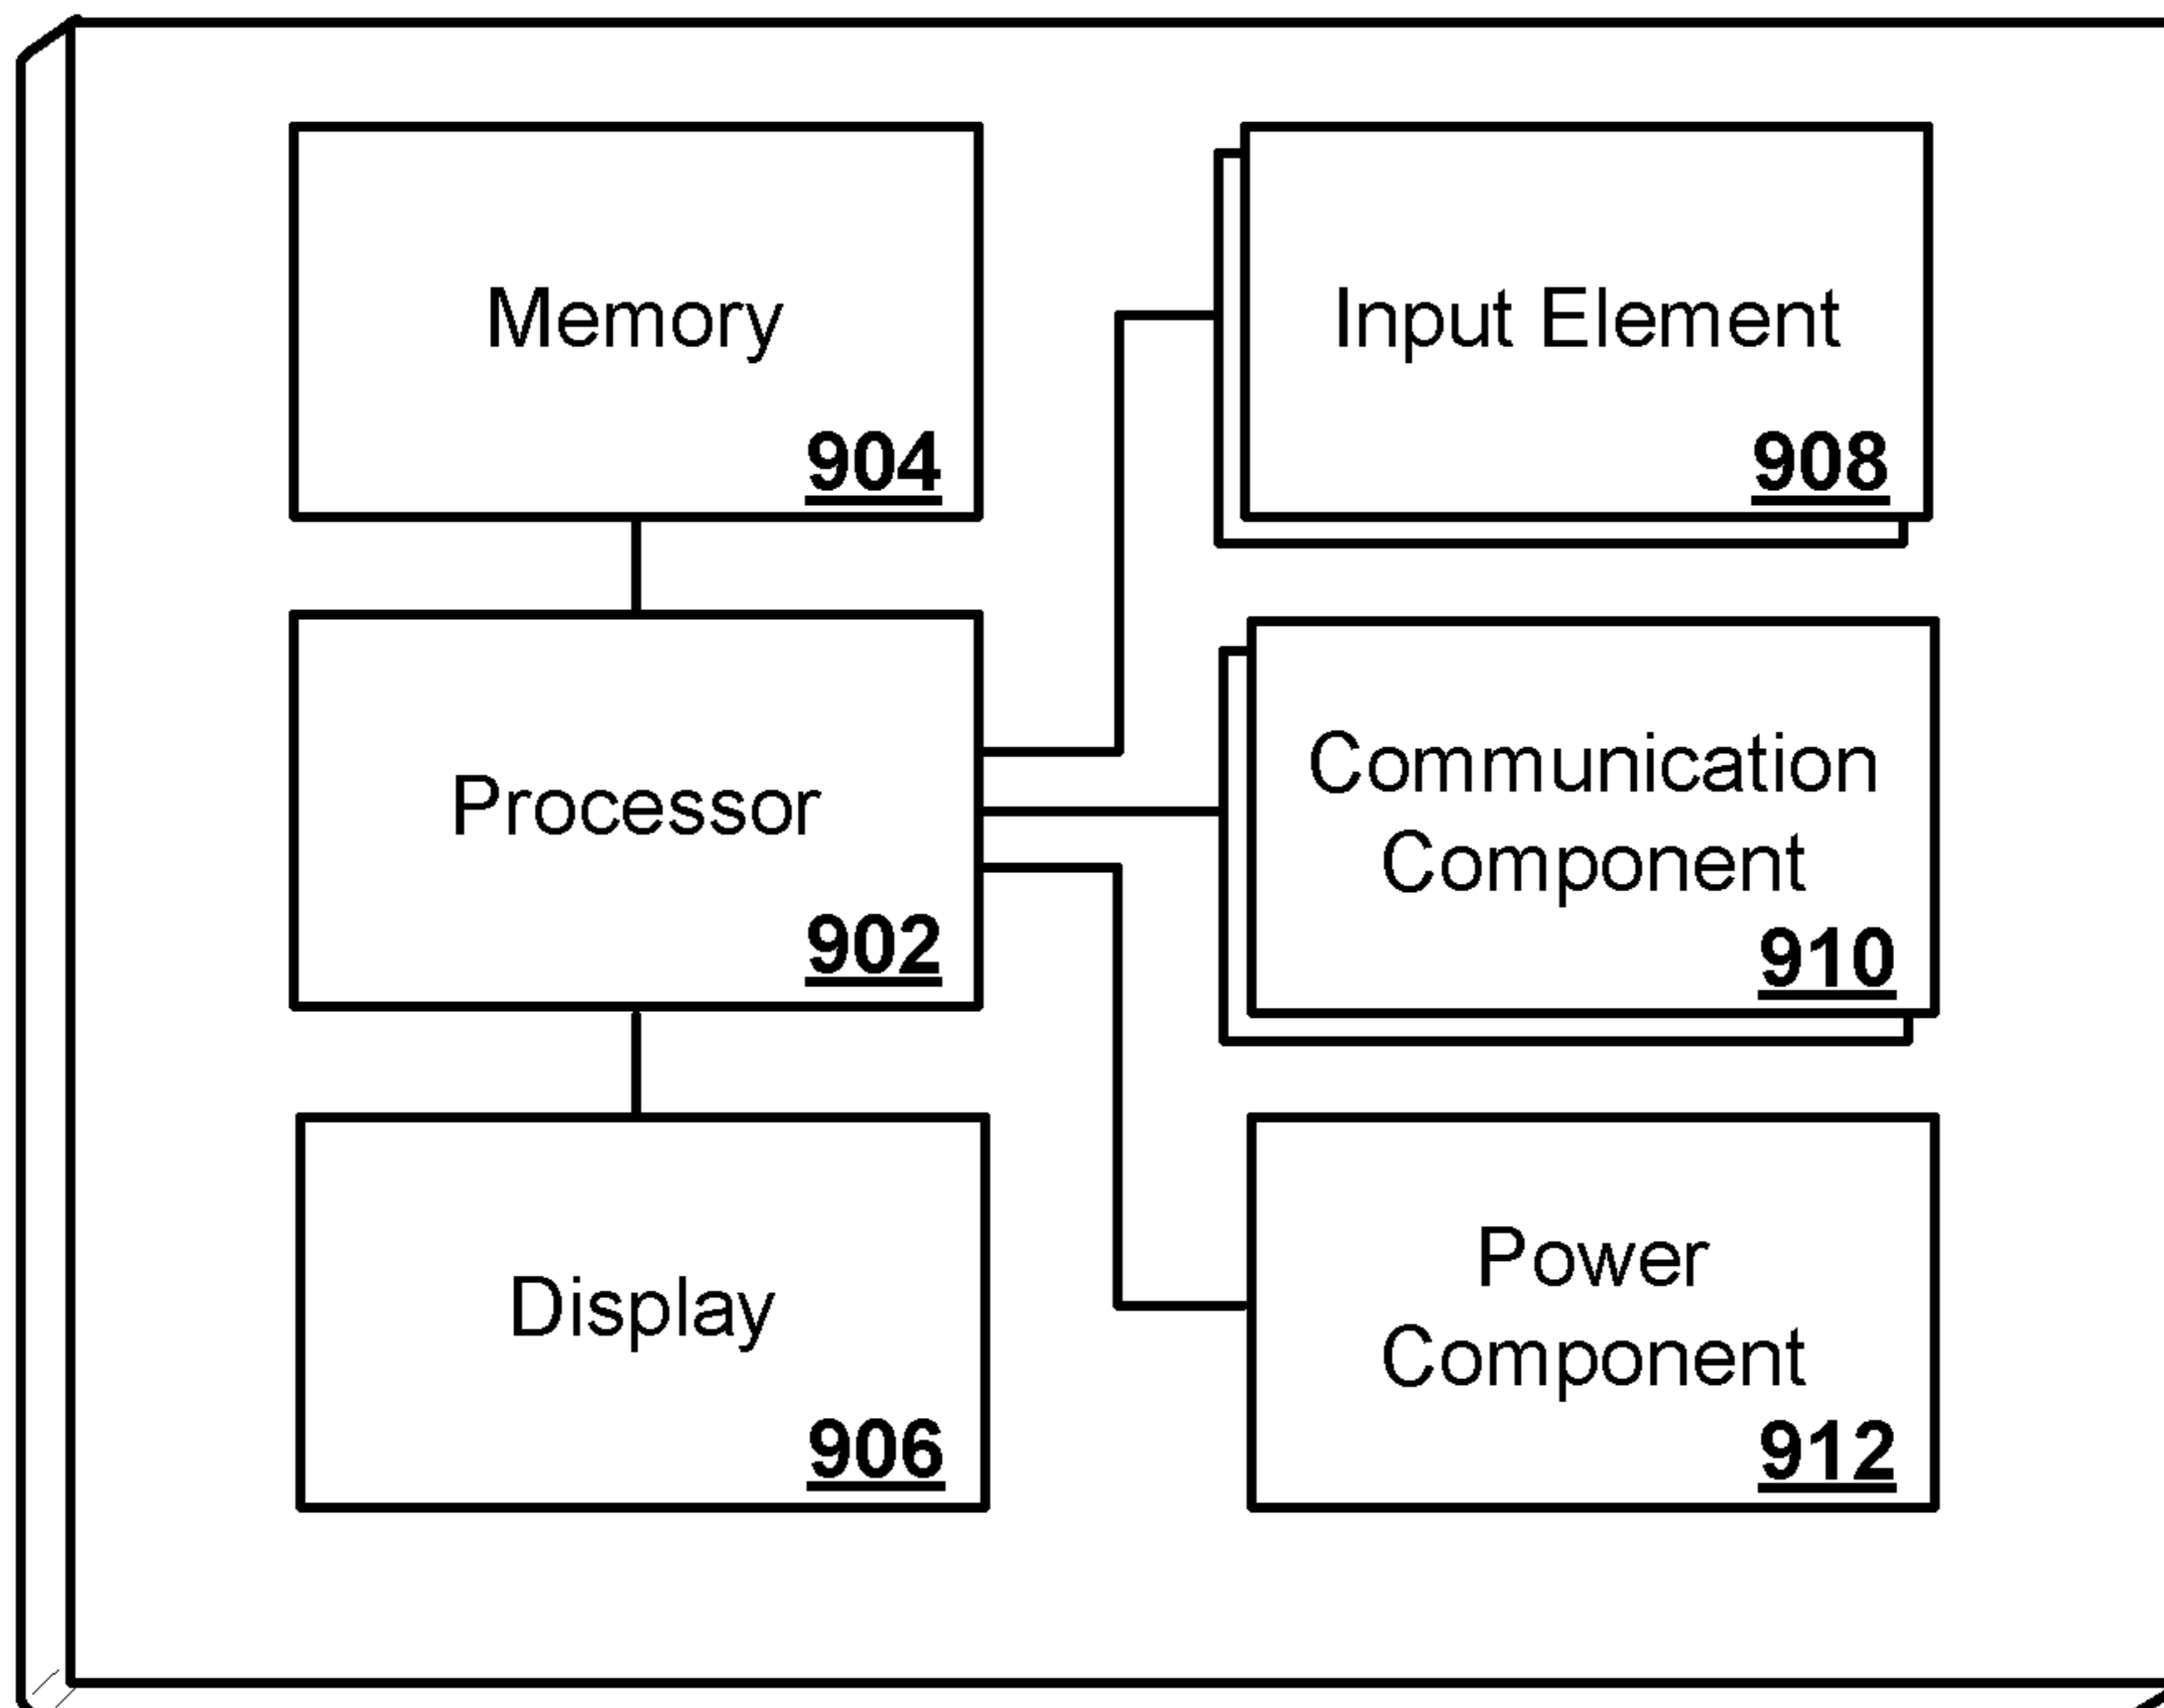 Memory
904
Input Element
908
Processor
902
Communication
Component
910
Display
906
Power
Component
912